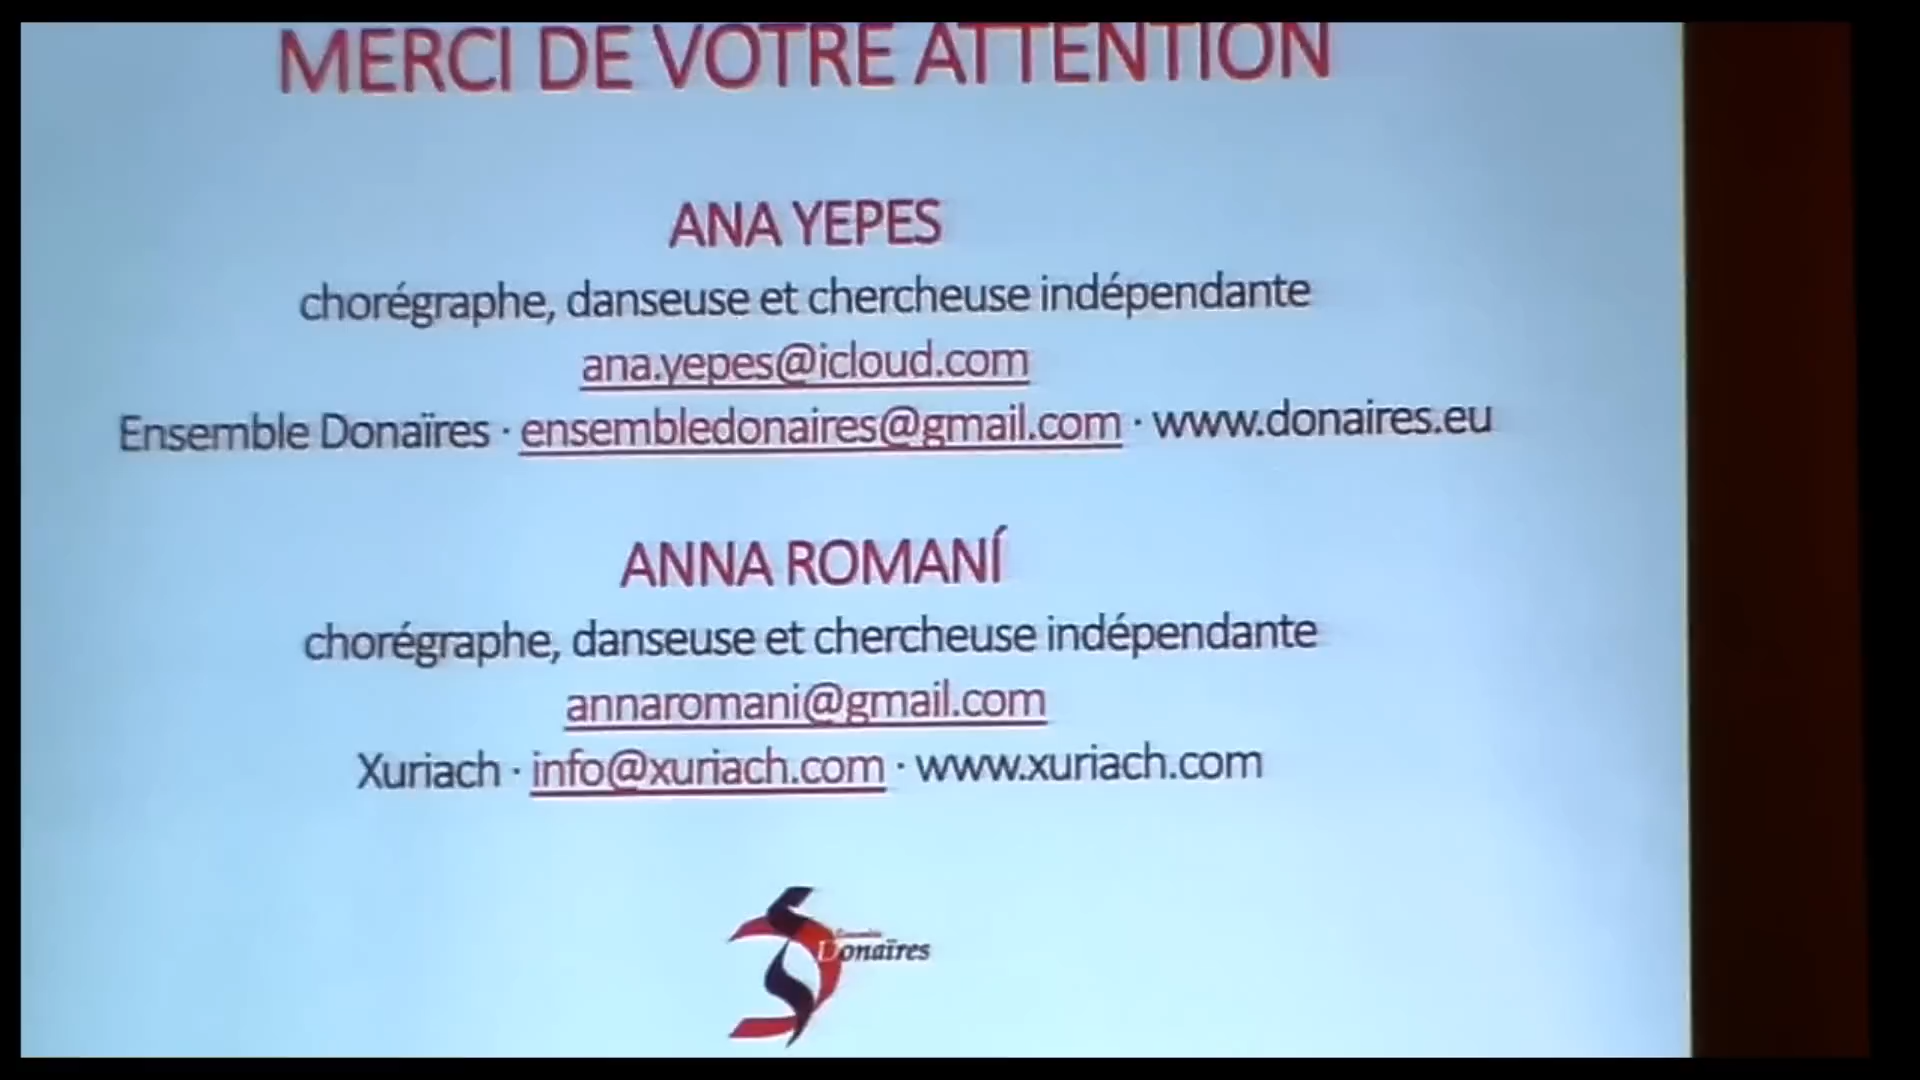 MERCI DE VOTRE ATTENTION
ANA YEPES
chorégraphe, danseuse et chercheuse indépendante
ana.yepes@icloud.com
Ensemble Donaïres · ensembledonaires@gmail.com · www.donaires.eu
ANNA ROMANÍ
chorégraphe, danseuse et chercheuse indépendante
annaromani@gmail.com
Xuriach · info@xuriach.com · www.xuriach.com
Donaïres